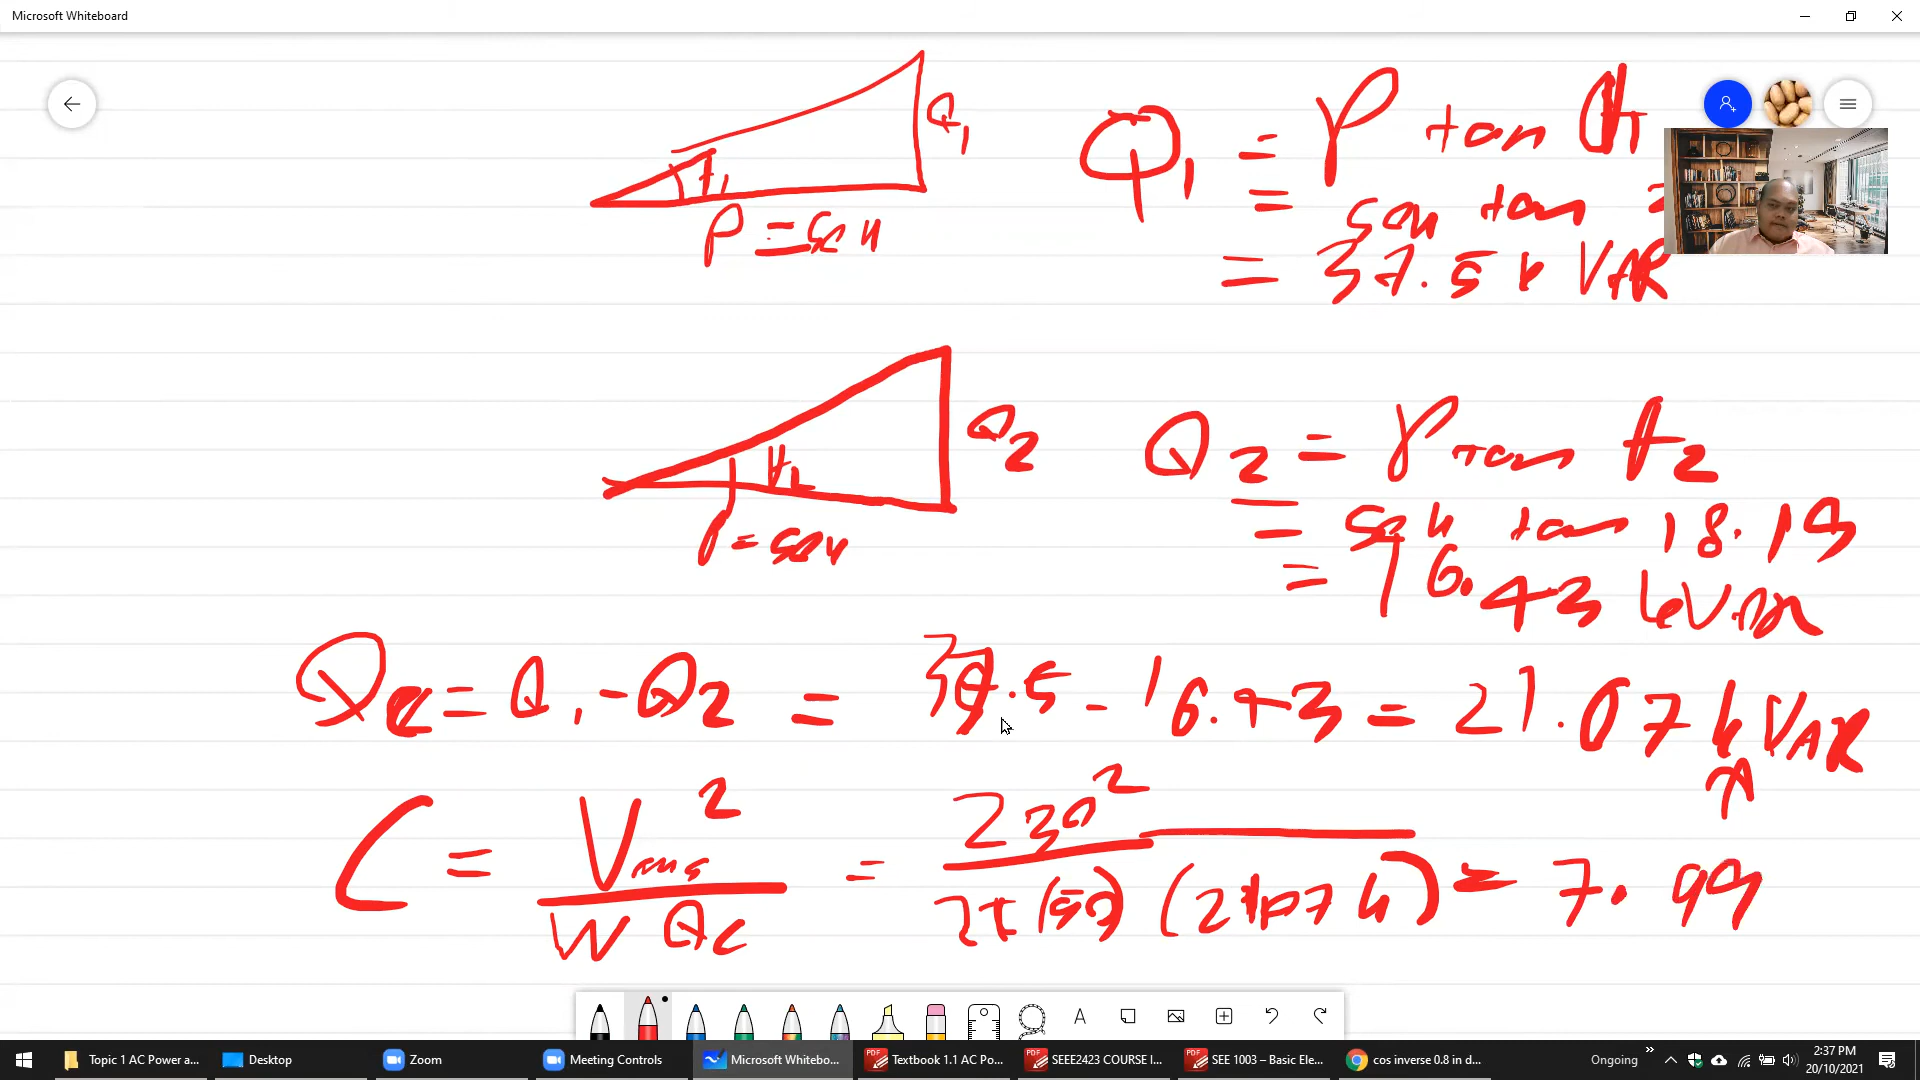 Microsoft Whiteboard
Q1
θ1
P = 50k
Q1 = P tan θ1
= 50k tan
= 37.5 k VAR
Q2
θ2
P = 50k
Q2 = P tan θ2
= 50k tan 18.19
= 16.43 kVAR
Qc = Q1 - Q2 = 37.5 - 16.43 = 21.07 kVAR
C = Vrms² / W Qc = 230² / 2π(50) (21.07k) = 7.99
Topic 1 AC Power a...
Desktop
Zoom
Meeting Controls
Microsoft Whitebo...
Textbook 1.1 AC Po...
SEEE2423 COURSE I...
SEE 1003 – Basic Ele...
cos inverse 0.8 in d...
Ongoing
2:37 PM
20/10/2021